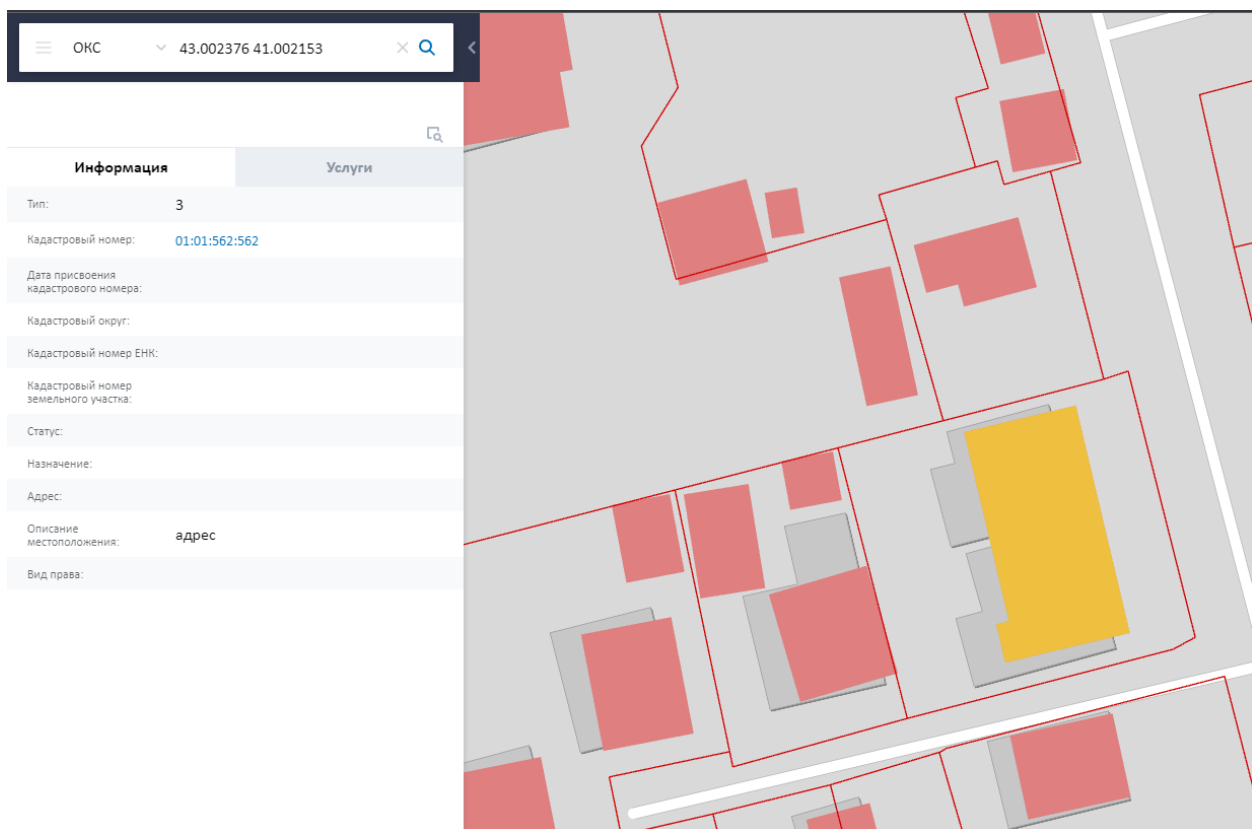 ОКС 43.002376 41.002153
Информация Услуги
Тип: З
Кадастровый номер: 01:01:562:562
Дата присвоения
кадастрового номера:
Кадастровый округ:
Кадастровый номер ЕНК:
Кадастровый номер
земельного участка:
Статус:
Назначение:
Адрес:
Описание
местоположения: адрес
Вид права: